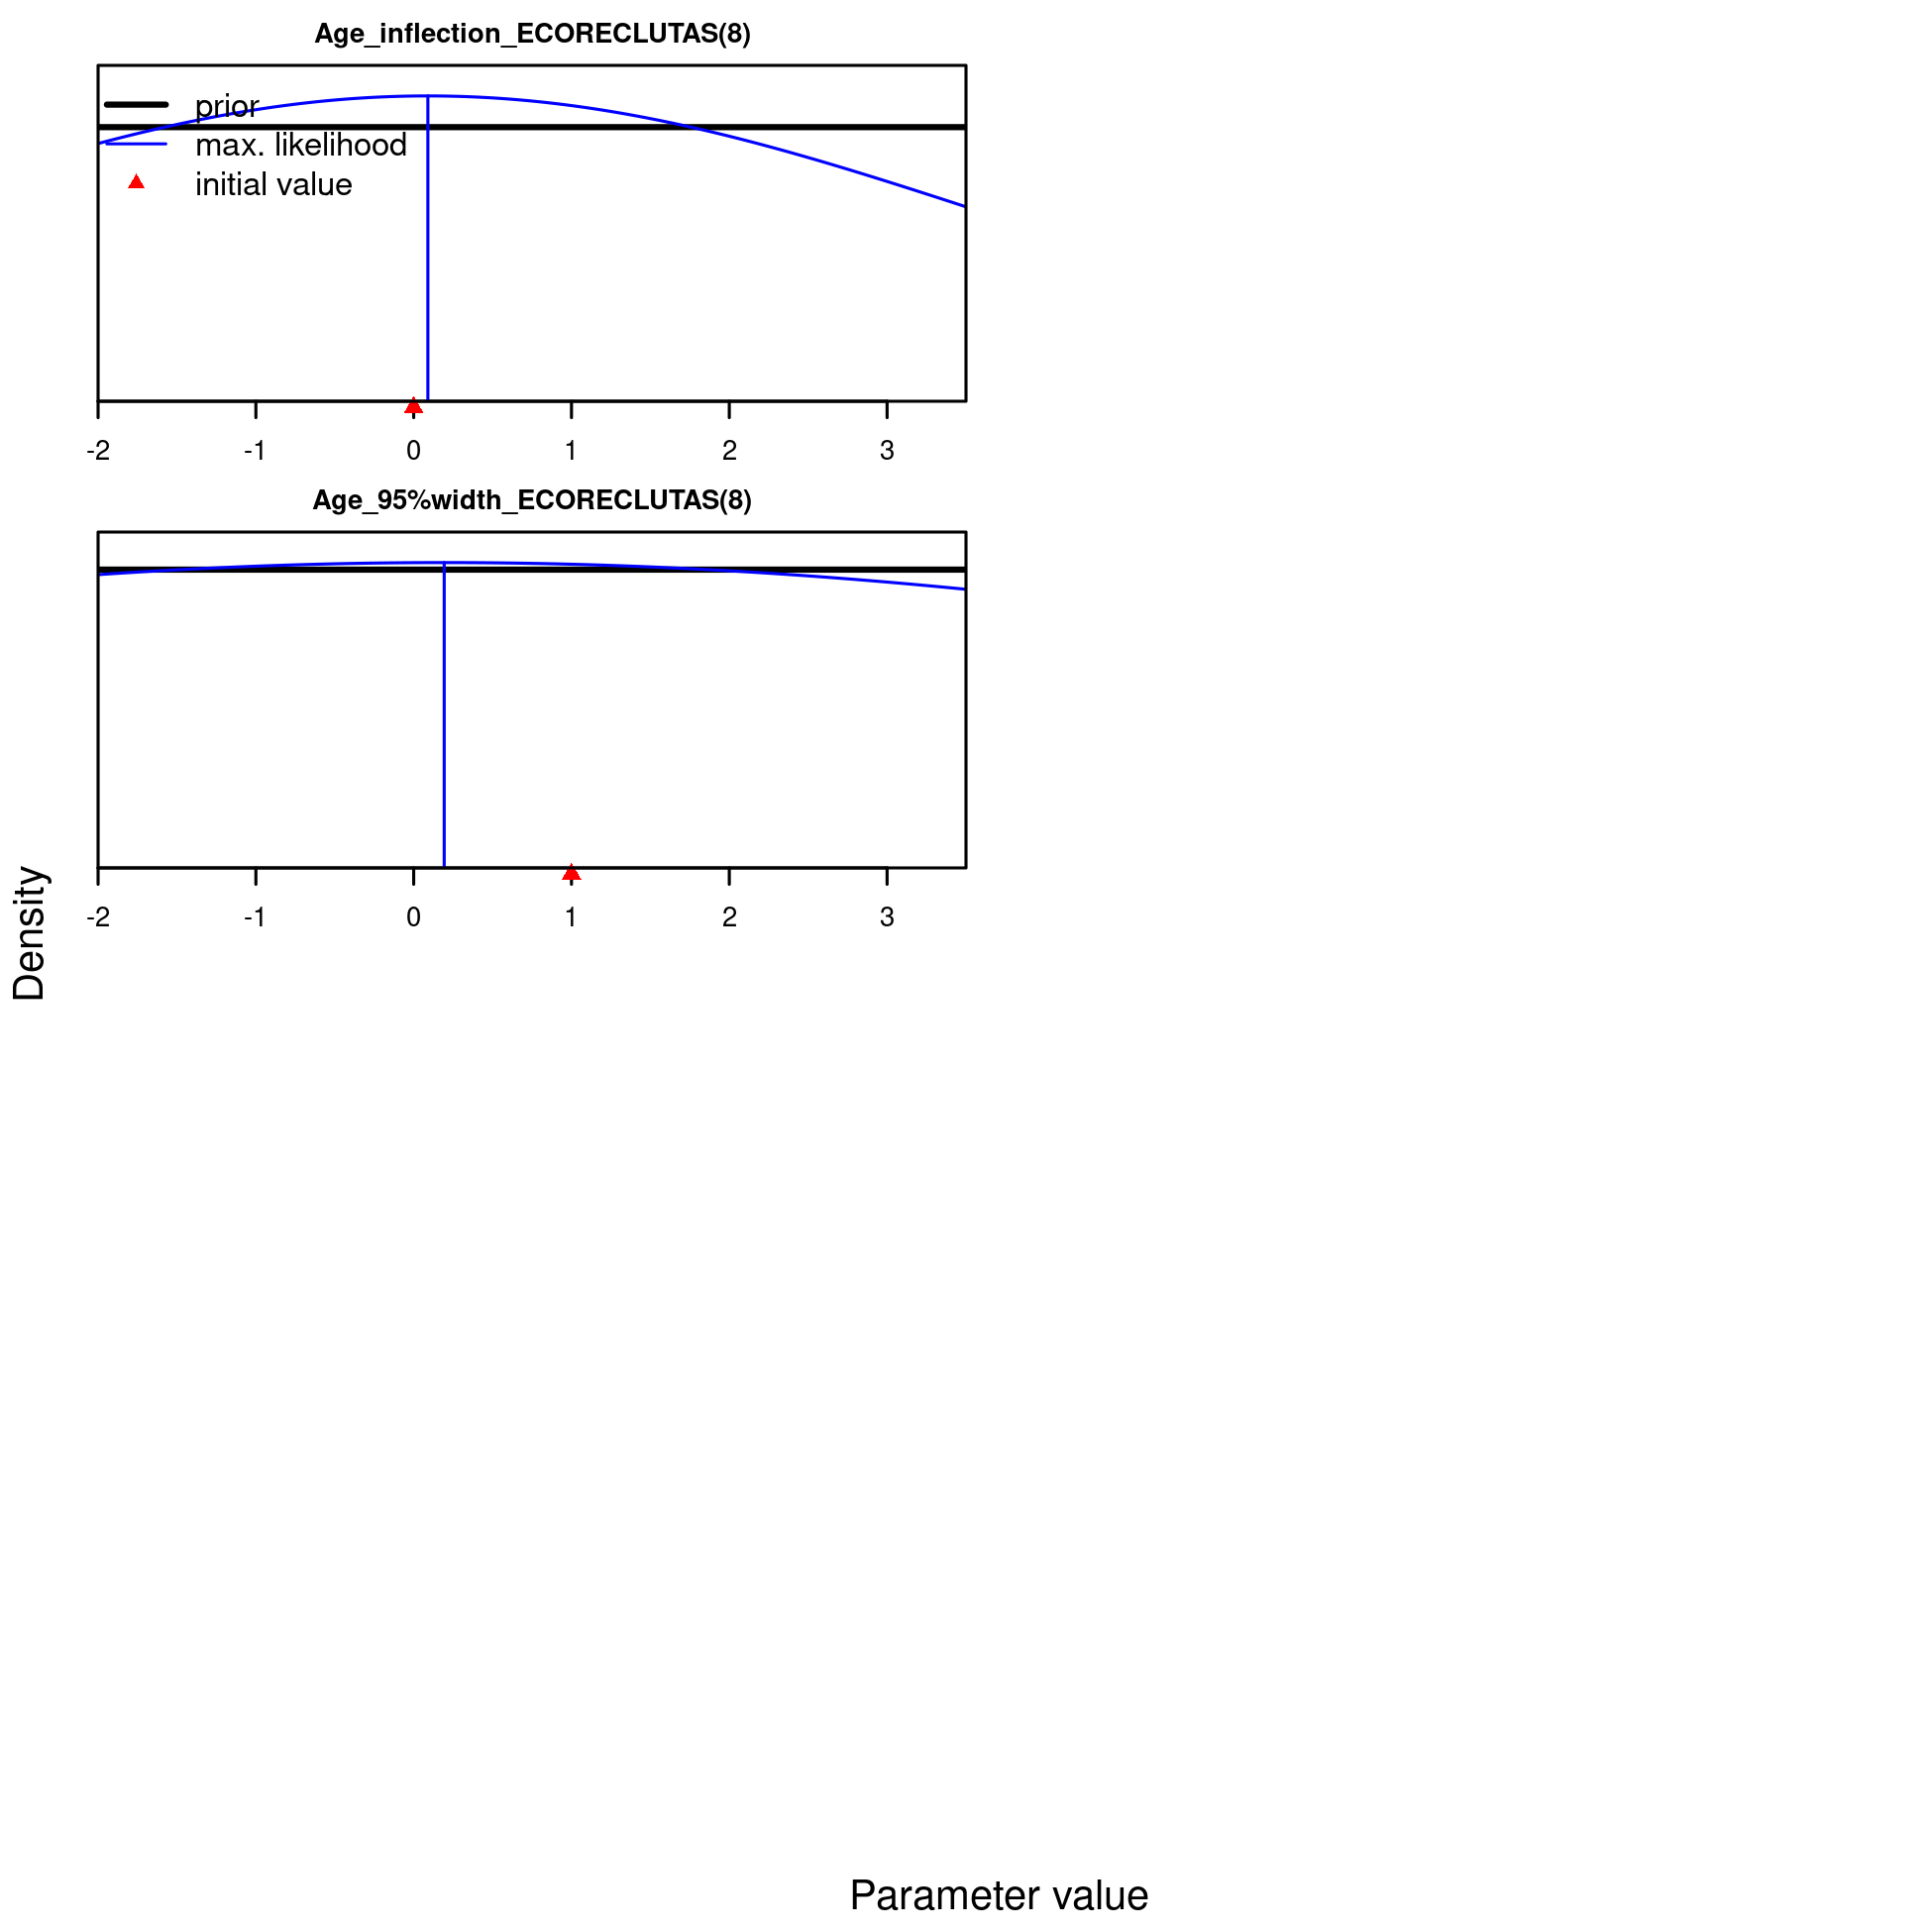 Age_inflection_ECORECLUTAS(8)
prior
max. likelihood
initial value
-2 -1 0 1 2 3
Age_95%width_ECORECLUTAS(8)
-2 -1 0 1 2 3
Density
Parameter value